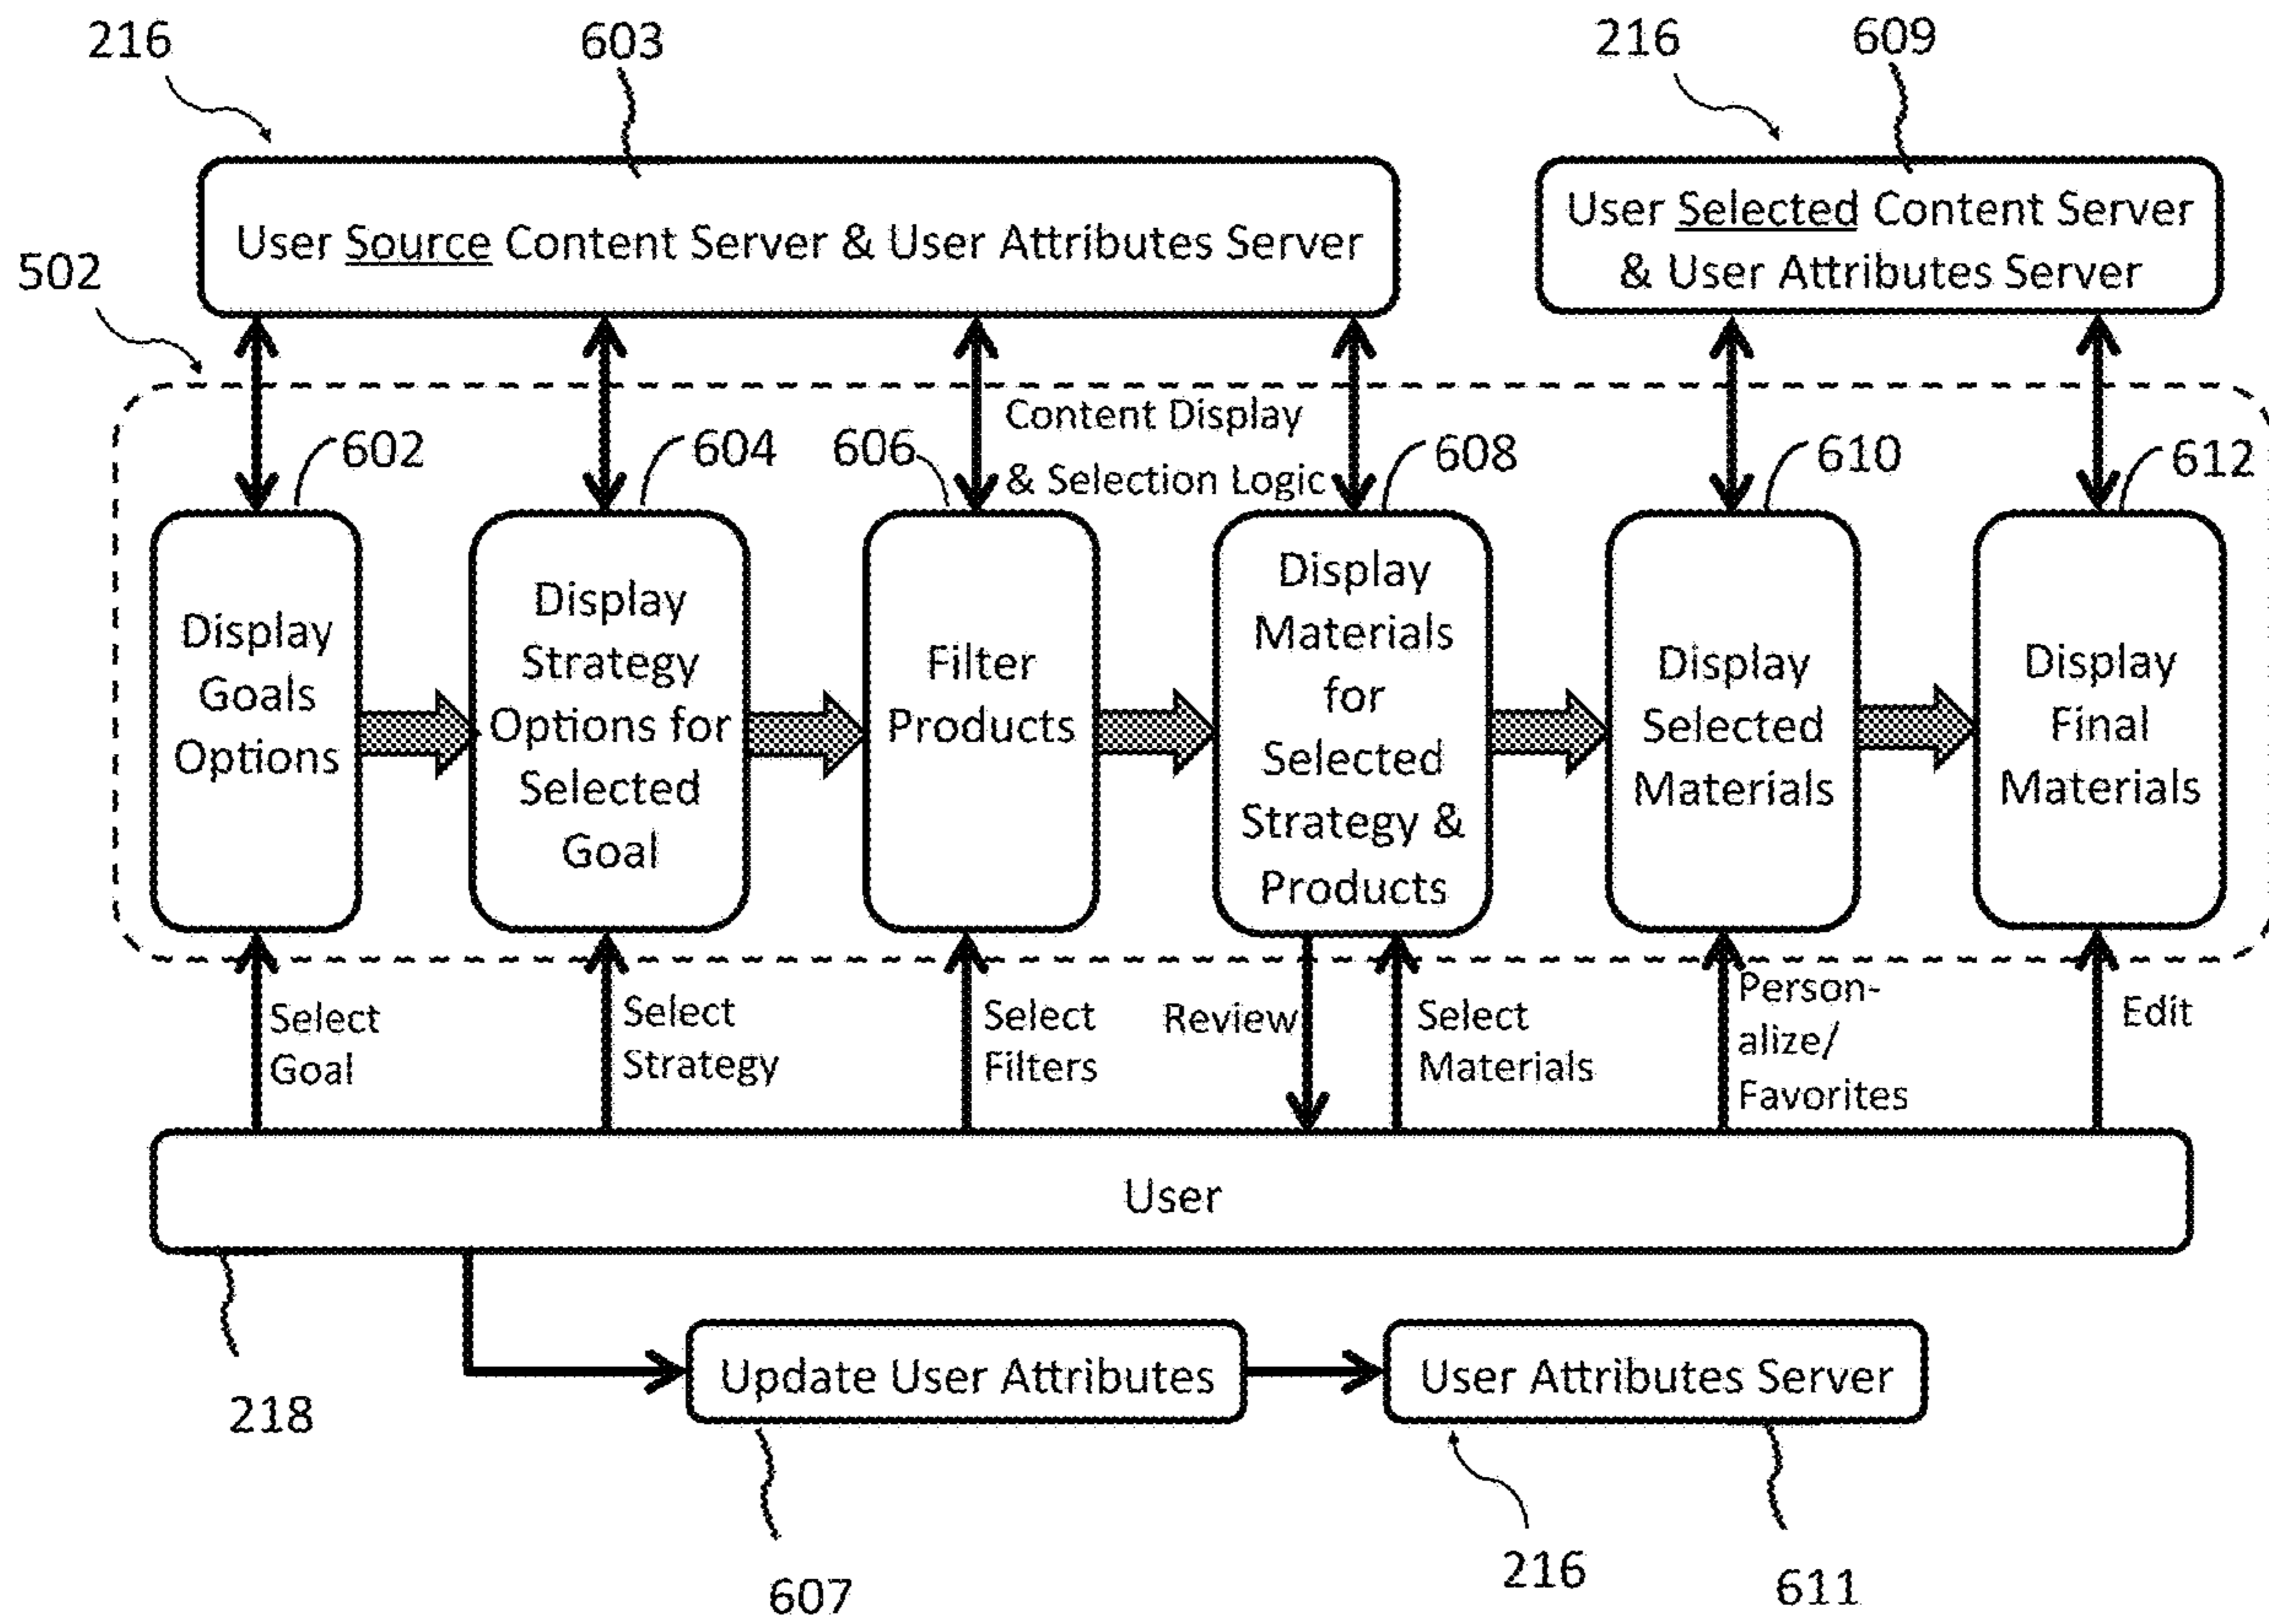 216
603
216
609
User Source Content Server & User Attributes Server
User Selected Content Server
& User Attributes Server
502
Content Display
& Selection Logic
602
604
606
608
610
612
Display
Goals
Options
Display
Strategy
Options for
Selected
Goal
Filter
Products
Display
Materials
for
Selected
Strategy &
Products
Display
Selected
Materials
Display
Final
Materials
Select
Goal
Select
Strategy
Select
Filters
Review
Select
Materials
Person-
alize/
Favorites
Edit
User
218
Update User Attributes
User Attributes Server
607
216
611